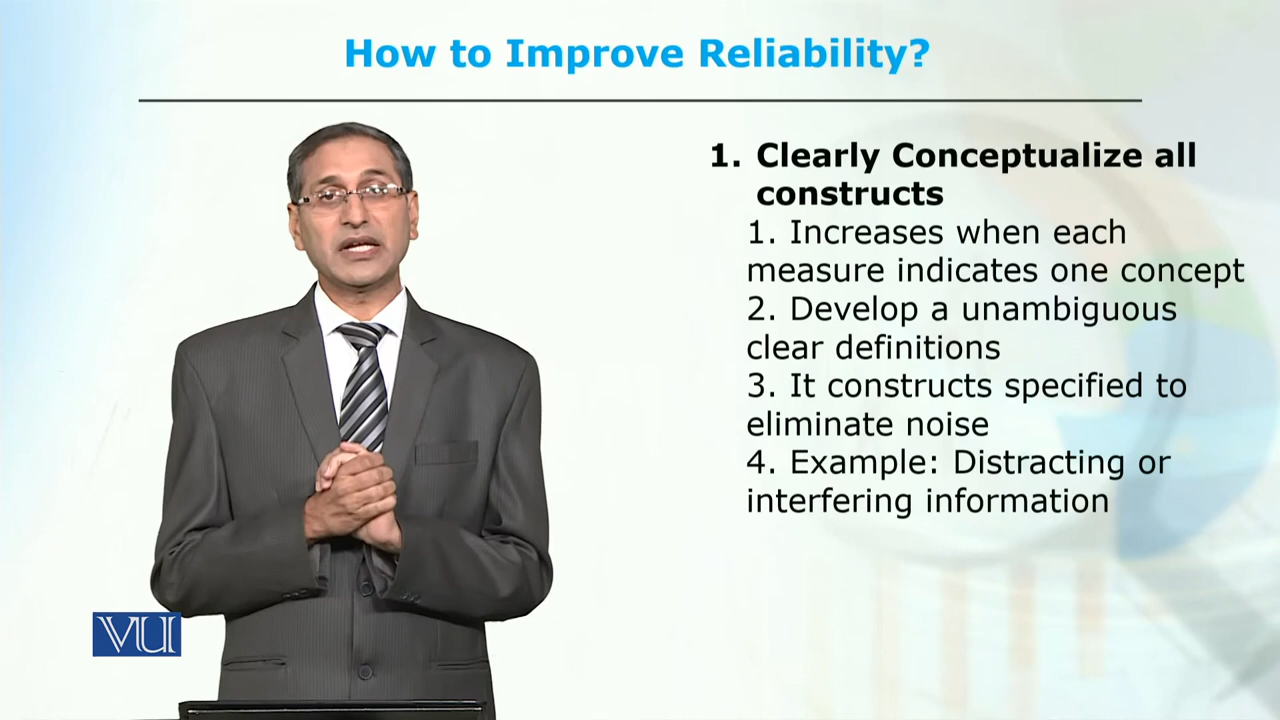 How to Improve Reliability?
1. Clearly Conceptualize all
constructs
1. Increases when each
measure indicates one concept
2. Develop a unambiguous
clear definitions
3. It constructs specified to
eliminate noise
4. Example: Distracting or
interfering information
VU